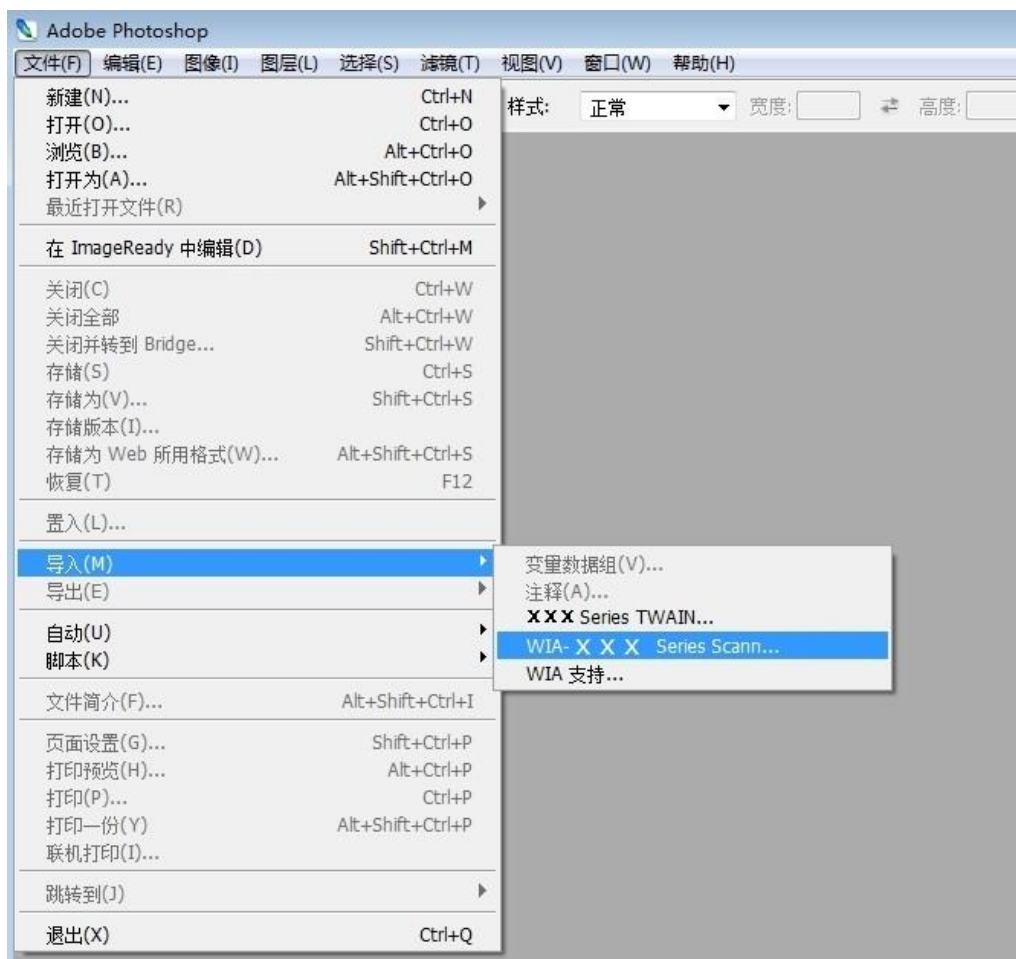 Adobe Photoshop
文件(F) 编辑(E) 图像(I) 图层(L) 选择(S) 滤镜(T) 视图(V) 窗口(W) 帮助(H)
样式: 正常 宽度: 高度:
新建(N)... Ctrl+N
打开(O)... Ctrl+O
浏览(B)... Alt+Ctrl+O
打开为(A)... Alt+Shift+Ctrl+O
最近打开文件(R)
在 ImageReady 中编辑(D) Shift+Ctrl+M
关闭(C) Ctrl+W
关闭全部 Alt+Ctrl+W
关闭并转到 Bridge... Shift+Ctrl+W
存储(S) Ctrl+S
存储为(V)... Shift+Ctrl+S
存储版本(I)...
存储为 Web 所用格式(W)... Alt+Shift+Ctrl+S
恢复(T) F12
置入(L)...
导入(M)
导出(E)
自动(U)
脚本(K)
文件简介(F)... Alt+Shift+Ctrl+I
页面设置(G)... Shift+Ctrl+P
打印预览(H)... Alt+Ctrl+P
打印(P)... Ctrl+P
打印一份(Y) Alt+Shift+Ctrl+P
联机打印(I)...
跳转到(J)
退出(X) Ctrl+Q
变量数据组(V)...
注释(A)...
XXX Series TWAIN...
WIA- X X X Series Scann...
WIA 支持...